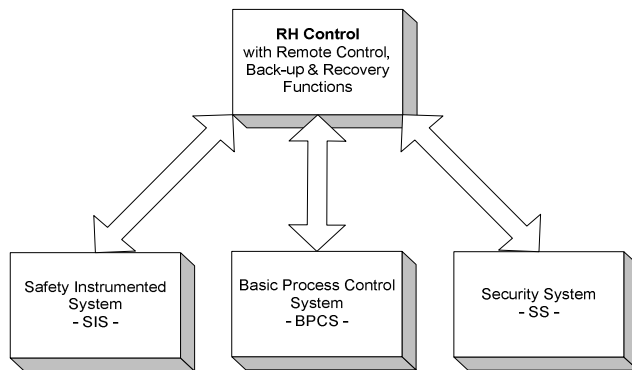 RH Control
with Remote Control,
Back-up & Recovery
Functions
Safety Instrumented
System
- SIS -
Basic Process Control
System
- BPCS -
Security System
- SS -